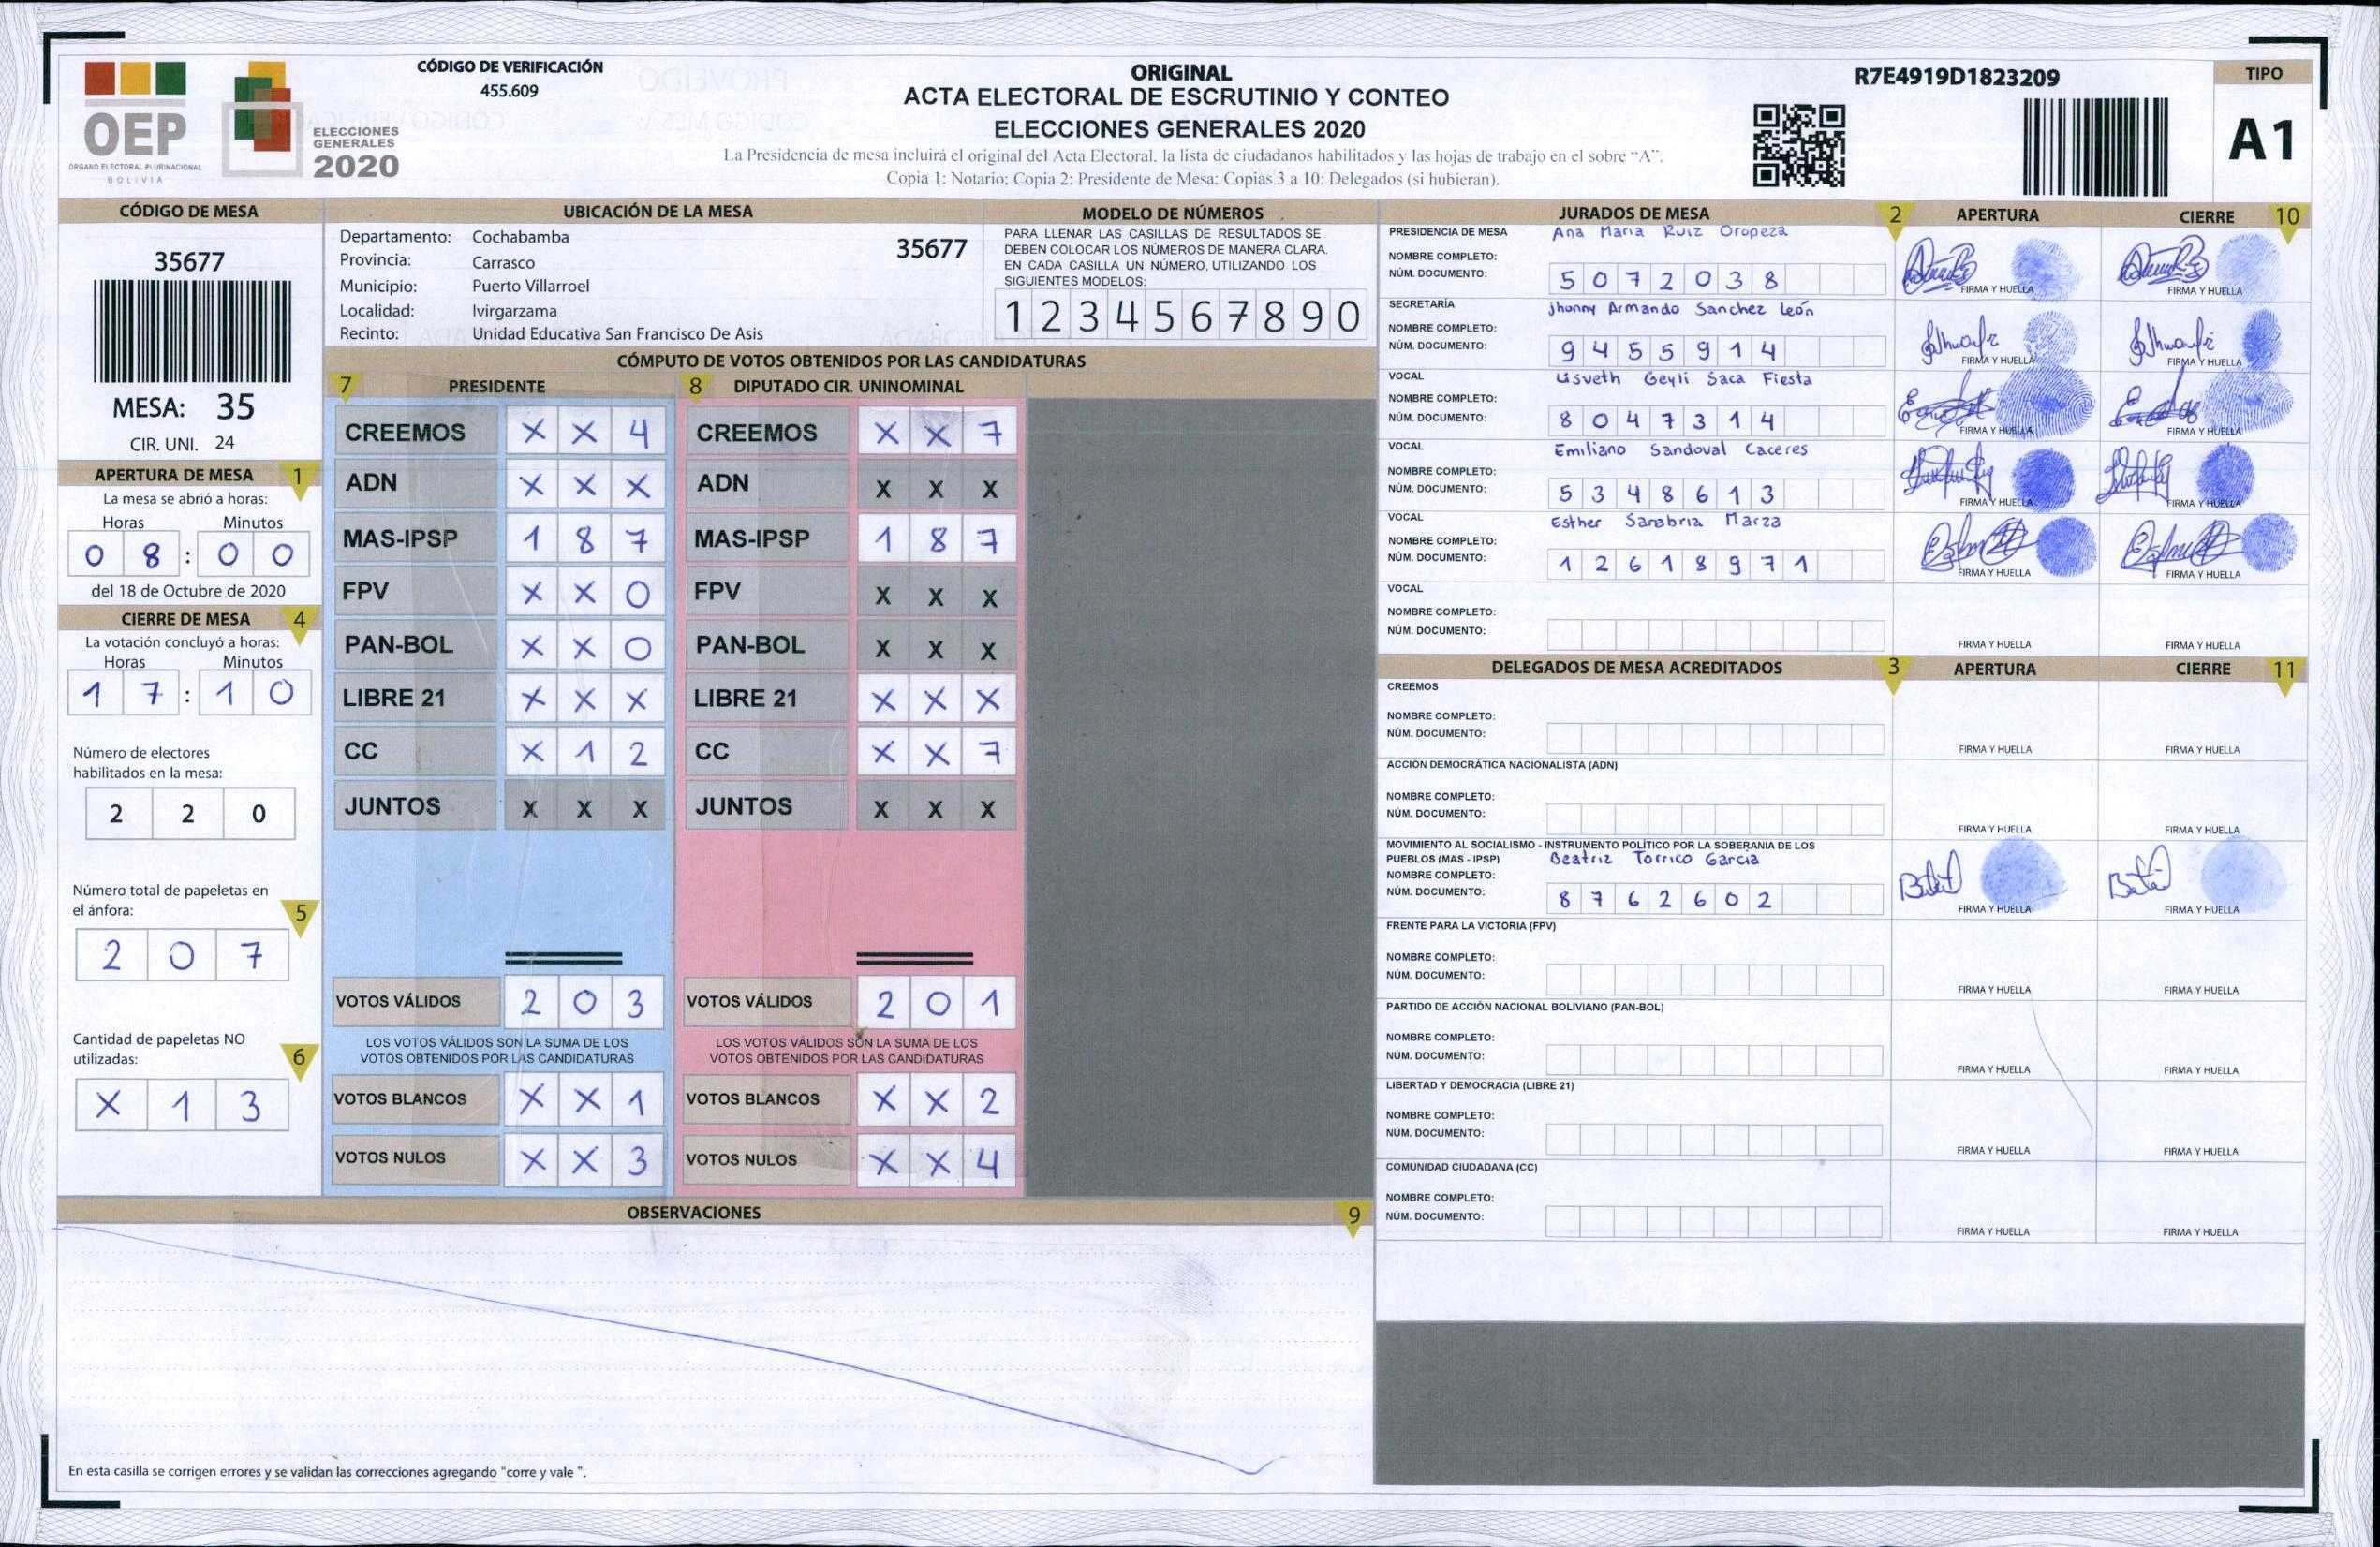 CÓDIGO DE VERIFICACIÓN
455.609
OEP
ÓRGANO ELECTORAL PLURINACIONAL
BOLIVIA
ELECCIONES
GENERALES
2020
ORIGINAL
ACTA ELECTORAL DE ESCRUTINIO Y CONTEO
ELECCIONES GENERALES 2020
La Presidencia de mesa incluirá el original del Acta Electoral, la lista de ciudadanos habilitados y las hojas de trabajo en el sobre "A".
Copia 1: Notario; Copia 2: Presidente de Mesa; Copias 3 a 10: Delegados (si hubieran).
R7E4919D1823209
TIPO
A1
CÓDIGO DE MESA
35677
MESA: 35
CIR. UNI. 24
APERTURA DE MESA 1
La mesa se abrió a horas:
Horas Minutos
0 8 : 0 0
del 18 de Octubre de 2020
CIERRE DE MESA 4
La votación concluyó a horas:
Horas Minutos
1 7 : 1 0
Número de electores
habilitados en la mesa:
2 2 0
Número total de papeletas en
el ánfora: 5
2 0 7
Cantidad de papeletas NO
utilizadas: 6
X 1 3
UBICACIÓN DE LA MESA
Departamento: Cochabamba 35677
Provincia: Carrasco
Municipio: Puerto Villarroel
Localidad: Ivirgarzama
Recinto: Unidad Educativa San Francisco De Asis
MODELO DE NÚMEROS
PARA LLENAR LAS CASILLAS DE RESULTADOS SE
DEBEN COLOCAR LOS NÚMEROS DE MANERA CLARA.
EN CADA CASILLA UN NÚMERO, UTILIZANDO LOS
SIGUIENTES MODELOS:
1 2 3 4 5 6 7 8 9 0
CÓMPUTO DE VOTOS OBTENIDOS POR LAS CANDIDATURAS
7 PRESIDENTE 8 DIPUTADO CIR. UNINOMINAL
CREEMOS X X 4 CREEMOS X X 7
ADN X X X ADN X X X
MAS-IPSP 1 8 7 MAS-IPSP 1 8 7
FPV X X 0 FPV X X X
PAN-BOL X X 0 PAN-BOL X X X
LIBRE 21 X X X LIBRE 21 X X X
CC X 1 2 CC X X 7
JUNTOS X X X JUNTOS X X X
VOTOS VÁLIDOS 2 0 3 VOTOS VÁLIDOS 2 0 1
LOS VOTOS VÁLIDOS SON LA SUMA DE LOS LOS VOTOS VÁLIDOS SON LA SUMA DE LOS
VOTOS OBTENIDOS POR LAS CANDIDATURAS VOTOS OBTENIDOS POR LAS CANDIDATURAS
VOTOS BLANCOS X X 1 VOTOS BLANCOS X X 2
VOTOS NULOS X X 3 VOTOS NULOS X X 4
OBSERVACIONES 9
En esta casilla se corrigen errores y se validan las correcciones agregando "corre y vale ".
JURADOS DE MESA 2 APERTURA CIERRE 10
PRESIDENCIA DE MESA Ana Maria Ruiz Oropeza
NOMBRE COMPLETO:
NÚM. DOCUMENTO: 5 0 7 2 0 3 8 FIRMA Y HUELLA FIRMA Y HUELLA
SECRETARÍA Jhonny Armando Sanchez León
NOMBRE COMPLETO:
NÚM. DOCUMENTO: 9 4 5 5 9 1 4 FIRMA Y HUELLA FIRMA Y HUELLA
VOCAL Lisveth Geyli Saca Fiesta
NOMBRE COMPLETO:
NÚM. DOCUMENTO: 8 0 4 7 3 1 4 FIRMA Y HUELLA FIRMA Y HUELLA
VOCAL Emiliano Sandoval Caceres
NOMBRE COMPLETO:
NÚM. DOCUMENTO: 5 3 4 8 6 1 3 FIRMA Y HUELLA FIRMA Y HUELLA
VOCAL Esther Sarabria Marza
NOMBRE COMPLETO:
NÚM. DOCUMENTO: 1 2 6 1 8 9 7 1 FIRMA Y HUELLA FIRMA Y HUELLA
VOCAL
NOMBRE COMPLETO:
NÚM. DOCUMENTO: FIRMA Y HUELLA FIRMA Y HUELLA
DELEGADOS DE MESA ACREDITADOS 3 APERTURA CIERRE 11
CREEMOS
NOMBRE COMPLETO:
NÚM. DOCUMENTO: FIRMA Y HUELLA FIRMA Y HUELLA
ACCIÓN DEMOCRÁTICA NACIONALISTA (ADN)
NOMBRE COMPLETO:
NÚM. DOCUMENTO: FIRMA Y HUELLA FIRMA Y HUELLA
MOVIMIENTO AL SOCIALISMO - INSTRUMENTO POLÍTICO POR LA SOBERANIA DE LOS
PUEBLOS (MAS - IPSP) Beatriz Torrico Garcia
NOMBRE COMPLETO:
NÚM. DOCUMENTO: 8 7 6 2 6 0 2 FIRMA Y HUELLA FIRMA Y HUELLA
FRENTE PARA LA VICTORIA (FPV)
NOMBRE COMPLETO:
NÚM. DOCUMENTO: FIRMA Y HUELLA FIRMA Y HUELLA
PARTIDO DE ACCIÓN NACIONAL BOLIVIANO (PAN-BOL)
NOMBRE COMPLETO:
NÚM. DOCUMENTO: FIRMA Y HUELLA FIRMA Y HUELLA
LIBERTAD Y DEMOCRACIA (LIBRE 21)
NOMBRE COMPLETO:
NÚM. DOCUMENTO: FIRMA Y HUELLA FIRMA Y HUELLA
COMUNIDAD CIUDADANA (CC)
NOMBRE COMPLETO:
NÚM. DOCUMENTO: FIRMA Y HUELLA FIRMA Y HUELLA